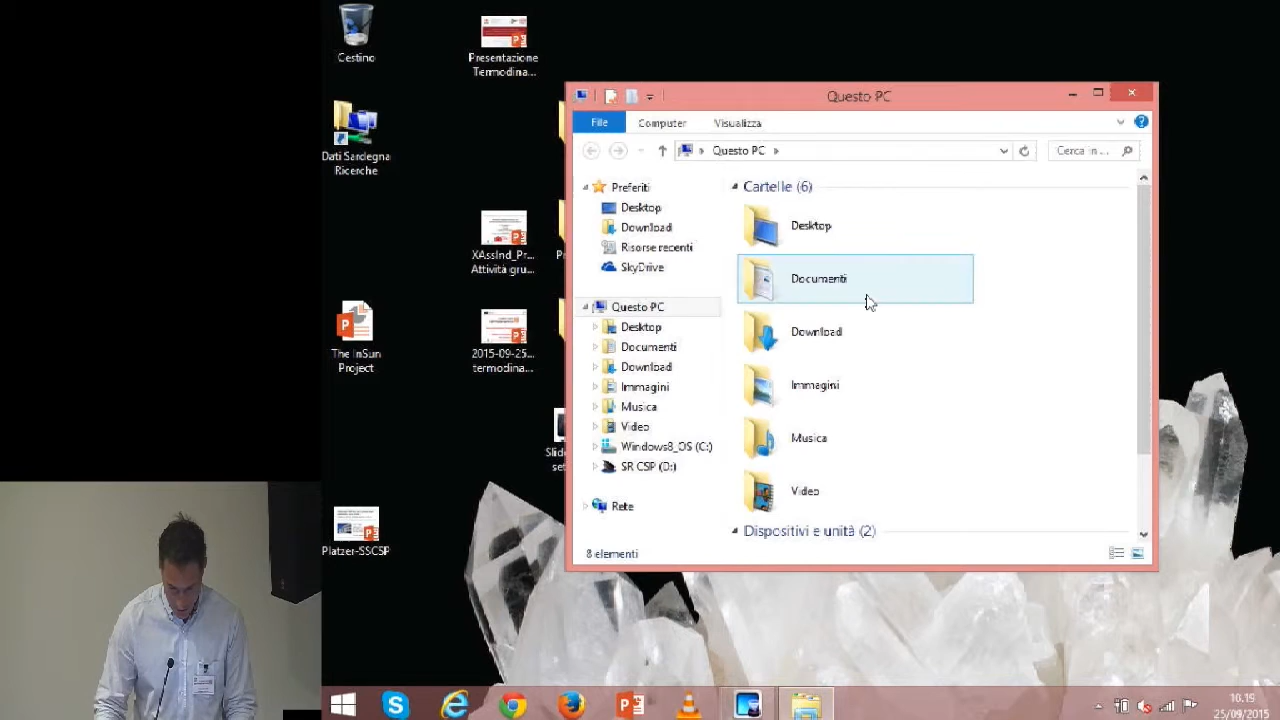 Cestino
Presentazione
Termodina...
Dati Sardegna
Ricerche
XAssInd_Pr...
Attività gru...
The InSun
Project
2015-09-25...
termodina...
Platzer-SSCSP
Questo PC
File
Computer
Visualizza
Questo PC
Cerca in ...
Preferiti
Desktop
Download
Risorse recenti
SkyDrive
Questo PC
Desktop
Documenti
Download
Immagini
Musica
Video
Windows8_OS (C:)
SR CSP (D:)
Rete
Cartelle (6)
Desktop
Documenti
Download
Immagini
Musica
Video
Dispositivi e unità (2)
8 elementi
10.19
25/09/2015